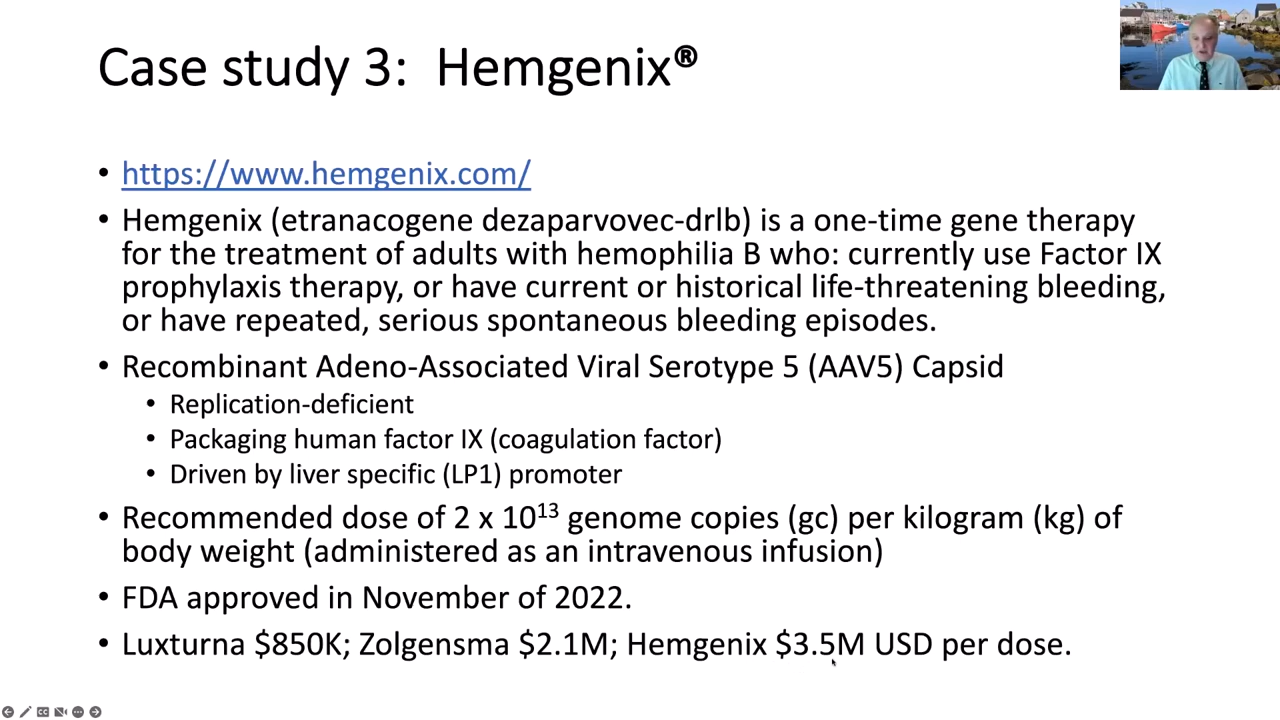 Case study 3: Hemgenix®
• https://www.hemgenix.com/
• Hemgenix (etranacogene dezaparvovec-drlb) is a one-time gene therapy
for the treatment of adults with hemophilia B who: currently use Factor IX
prophylaxis therapy, or have current or historical life-threatening bleeding,
or have repeated, serious spontaneous bleeding episodes.
• Recombinant Adeno-Associated Viral Serotype 5 (AAV5) Capsid
• Replication-deficient
• Packaging human factor IX (coagulation factor)
• Driven by liver specific (LP1) promoter
• Recommended dose of 2 x 10¹³ genome copies (gc) per kilogram (kg) of
body weight (administered as an intravenous infusion)
• FDA approved in November of 2022.
• Luxturna $850K; Zolgensma $2.1M; Hemgenix $3.5M USD per dose.